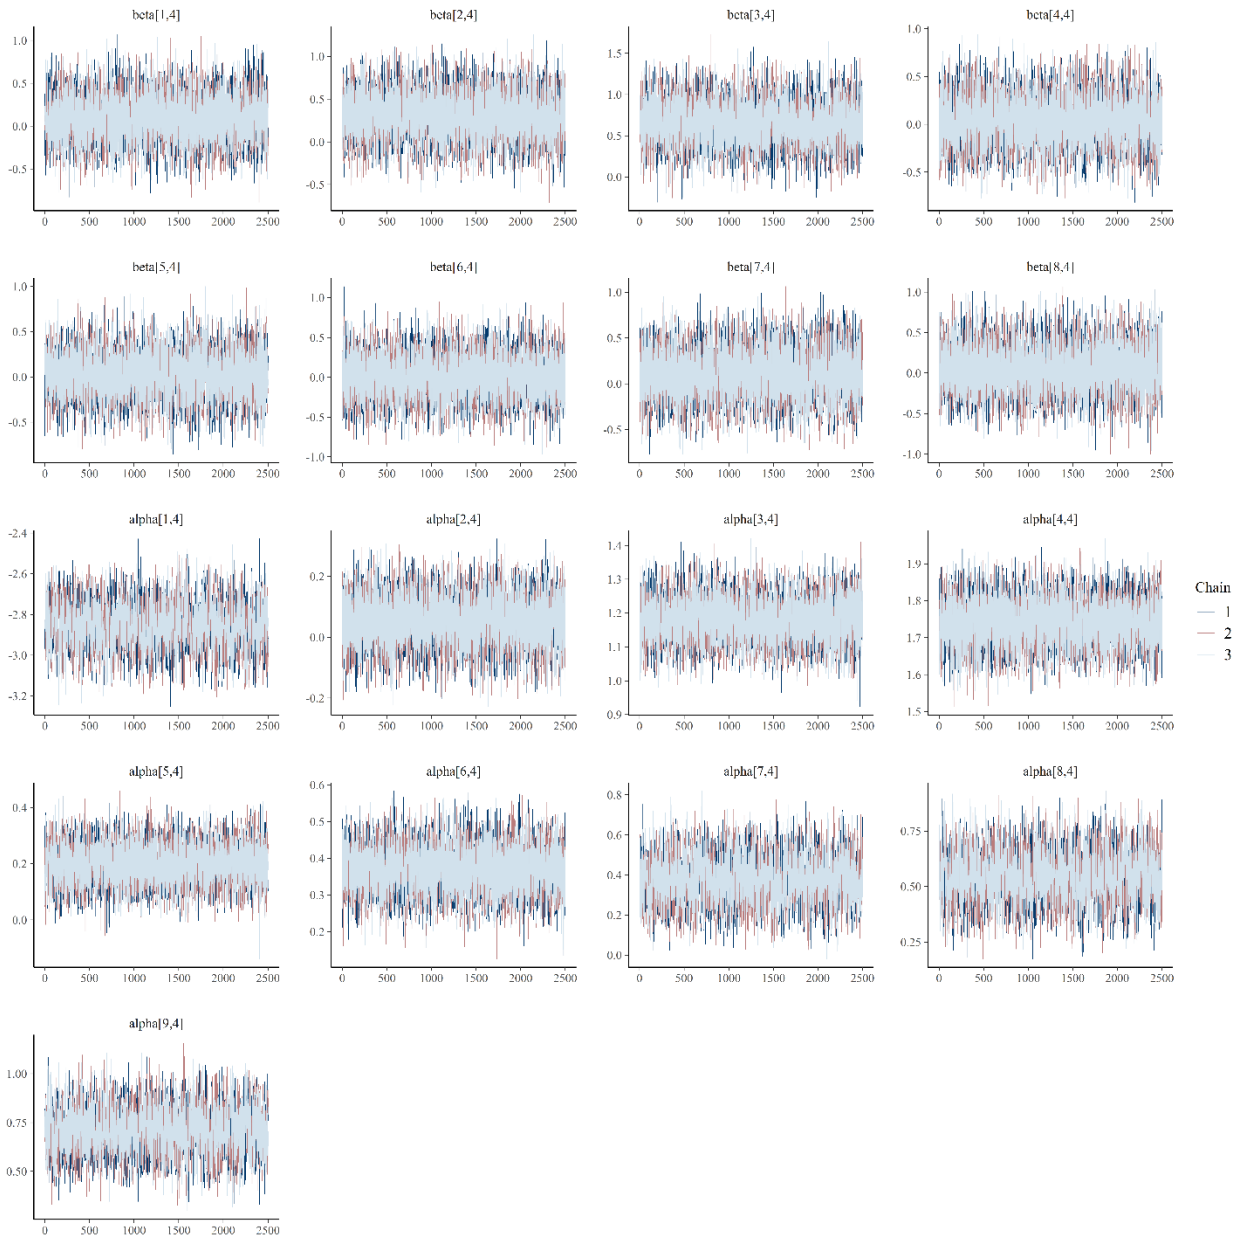 beta[1,4] beta[2,4] beta[3,4] beta[4,4]
1.0 1.0 1.5 1.0
0.5 0.5 1.0 0.5
0.0 0.0 0.5 0.0
-0.5 -0.5 0.0 -0.5
0 500 1000 1500 2000 2500 0 500 1000 1500 2000 2500 0 500 1000 1500 2000 2500 0 500 1000 1500 2000 2500
beta[5,4] beta[6,4] beta[7,4] beta[8,4]
1.0 1.0 1.0 1.0
0.5 0.5 0.5 0.5
0.0 0.0 0.0 0.0
-0.5 -0.5 -0.5 -0.5
-1.0 -1.0
0 500 1000 1500 2000 2500 0 500 1000 1500 2000 2500 0 500 1000 1500 2000 2500 0 500 1000 1500 2000 2500
alpha[1,4] alpha[2,4] alpha[3,4] alpha[4,4]
-2.4 0.2 1.4 1.9
-2.6 0.0 1.3 1.8
-2.8 -0.2 1.2 1.7
-3.0 1.1 1.6
-3.2 1.0 1.5
0.9
0 500 1000 1500 2000 2500 0 500 1000 1500 2000 2500 0 500 1000 1500 2000 2500 0 500 1000 1500 2000 2500
Chain
1
2
3
alpha[5,4] alpha[6,4] alpha[7,4] alpha[8,4]
0.4 0.6 0.8 0.75
0.2 0.5 0.6 0.50
0.0 0.4 0.4 0.25
0.3 0.2
0.2 0.0
0 500 1000 1500 2000 2500 0 500 1000 1500 2000 2500 0 500 1000 1500 2000 2500 0 500 1000 1500 2000 2500
alpha[9,4]
1.00
0.75
0.50
0 500 1000 1500 2000 2500